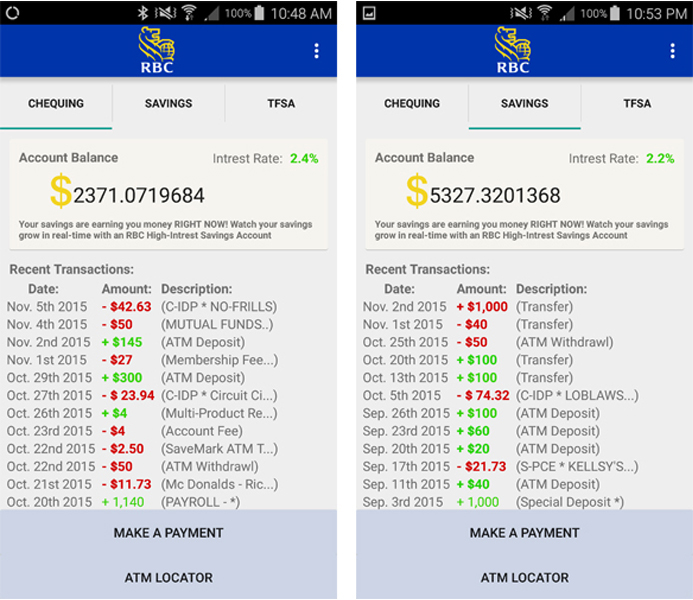 100% 10:48 AM
RBC
CHEQUING SAVINGS TFSA
Account Balance Intrest Rate: 2.4%
$2371.0719684
Your savings are earning you money RIGHT NOW! Watch your savings
grow in real-time with an RBC High-Intrest Savings Account
Recent Transactions:
Date: Amount: Description:
Nov. 5th 2015 - $42.63 (C-IDP * NO-FRILLS)
Nov. 4th 2015 - $50 (MUTUAL FUNDS..)
Nov. 2nd 2015 + $145 (ATM Deposit)
Nov. 1st 2015 - $27 (Membership Fee...)
Oct. 29th 2015 + $300 (ATM Deposit)
Oct. 27th 2015 - $ 23.94 (C-IDP * Circuit Ci...)
Oct. 26th 2015 + $4 (Multi-Product Re...)
Oct. 23rd 2015 - $4 (Account Fee)
Oct. 22nd 2015 - $2.50 (SaveMark ATM T...)
Oct. 22nd 2015 - $50 (ATM Withdrawl)
Oct. 21st 2015 - $11.73 (Mc Donalds - Ric...)
Oct. 20th 2015 + 1,140 (PAYROLL - *)
MAKE A PAYMENT
ATM LOCATOR
100% 10:53 PM
RBC
CHEQUING SAVINGS TFSA
Account Balance Intrest Rate: 2.2%
$5327.3201368
Your savings are earning you money RIGHT NOW! Watch your savings
grow in real-time with an RBC High-Intrest Savings Account
Recent Transactions:
Date: Amount: Description:
Nov. 2nd 2015 + $1,000 (Transfer)
Nov. 1st 2015 - $40 (Transfer)
Oct. 25th 2015 - $50 (ATM Withdrawl)
Oct. 20th 2015 + $100 (Transfer)
Oct. 13th 2015 + $100 (Transfer)
Oct. 5th 2015 - $ 74.32 (C-IDP * LOBLAWS...)
Sep. 26th 2015 + $100 (ATM Deposit)
Sep. 23rd 2015 + $60 (ATM Deposit)
Sep. 20th 2015 + $20 (ATM Deposit)
Sep. 17th 2015 - $21.73 (S-PCE * KELLSY'S...)
Sep. 11th 2015 + $40 (ATM Deposit)
Sep. 3rd 2015 + 1,000 (Special Deposit *)
MAKE A PAYMENT
ATM LOCATOR